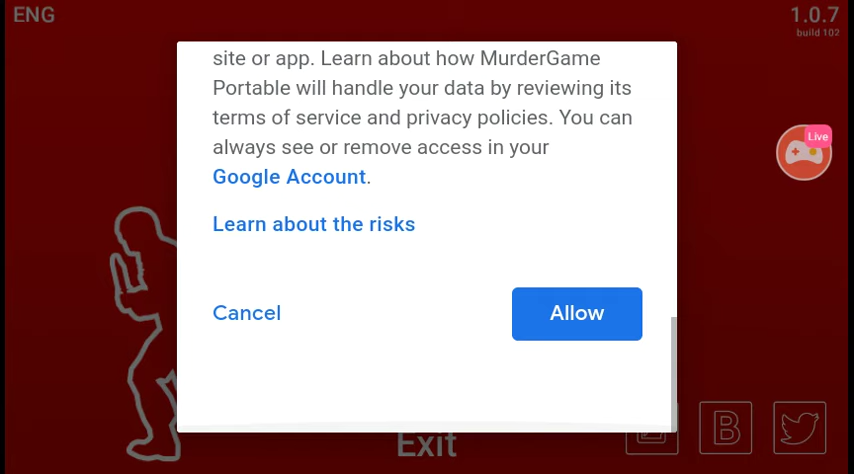 ENG
1.0.7
build 102
site or app. Learn about how MurderGame
Portable will handle your data by reviewing its
terms of service and privacy policies. You can
always see or remove access in your
Google Account.
Live
Learn about the risks
Cancel
Allow
Exit
B